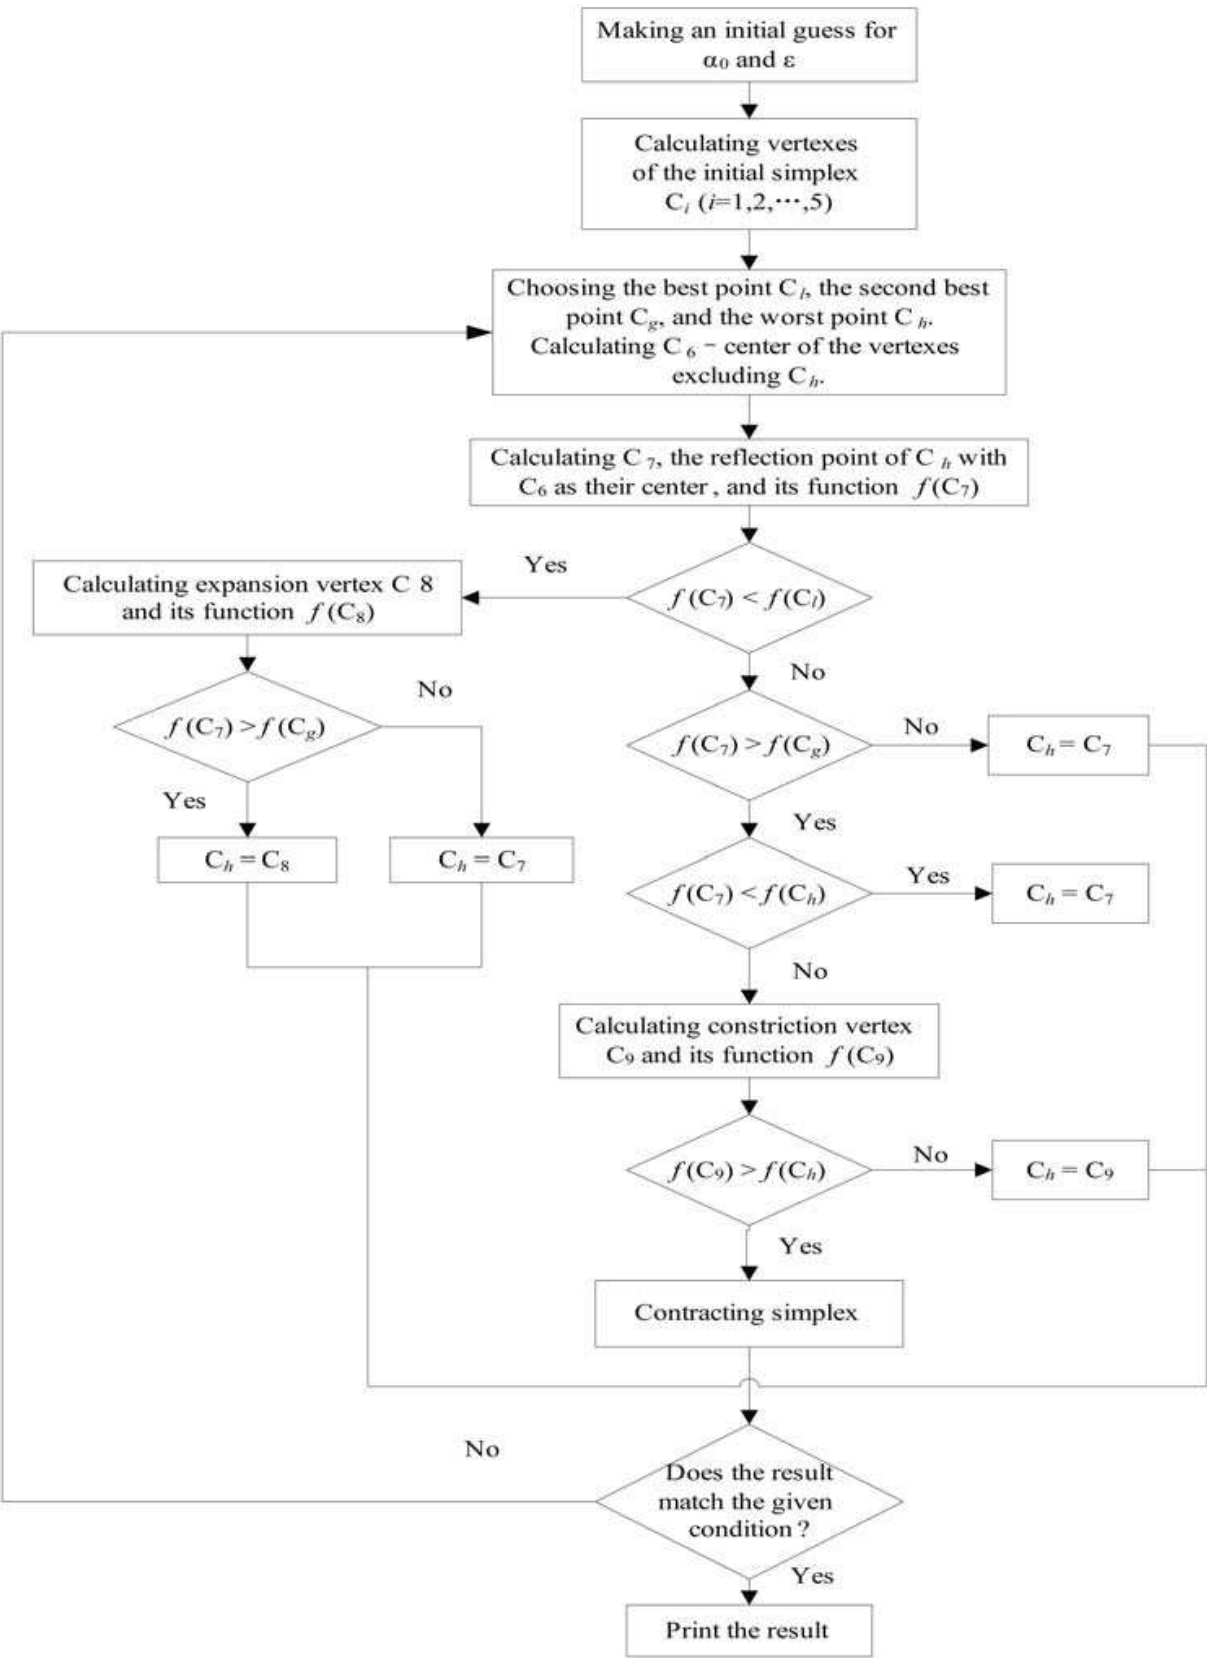 Making an initial guess for
α₀ and ε
Calculating vertexes
of the initial simplex
Cᵢ (i=1,2,⋯,5)
Choosing the best point Cₗ, the second best
point C_g, and the worst point Cₕ.
Calculating C₆ - center of the vertexes
excluding Cₕ.
Calculating C₇, the reflection point of Cₕ with
C₆ as their center, and its function f(C₇)
Yes
f(C₇) < f(Cₗ)
Calculating expansion vertex C 8
and its function f(C₈)
No
No
f(C₇) > f(C_g)
Yes
Cₕ = C₈
Cₕ = C₇
f(C₇) > f(C_g)
No
Cₕ = C₇
Yes
f(C₇) < f(Cₕ)
Yes
Cₕ = C₇
No
Calculating constriction vertex
C₉ and its function f(C₉)
f(C₉) > f(Cₕ)
No
Cₕ = C₉
Yes
Contracting simplex
No
Does the result
match the given
condition?
Yes
Print the result